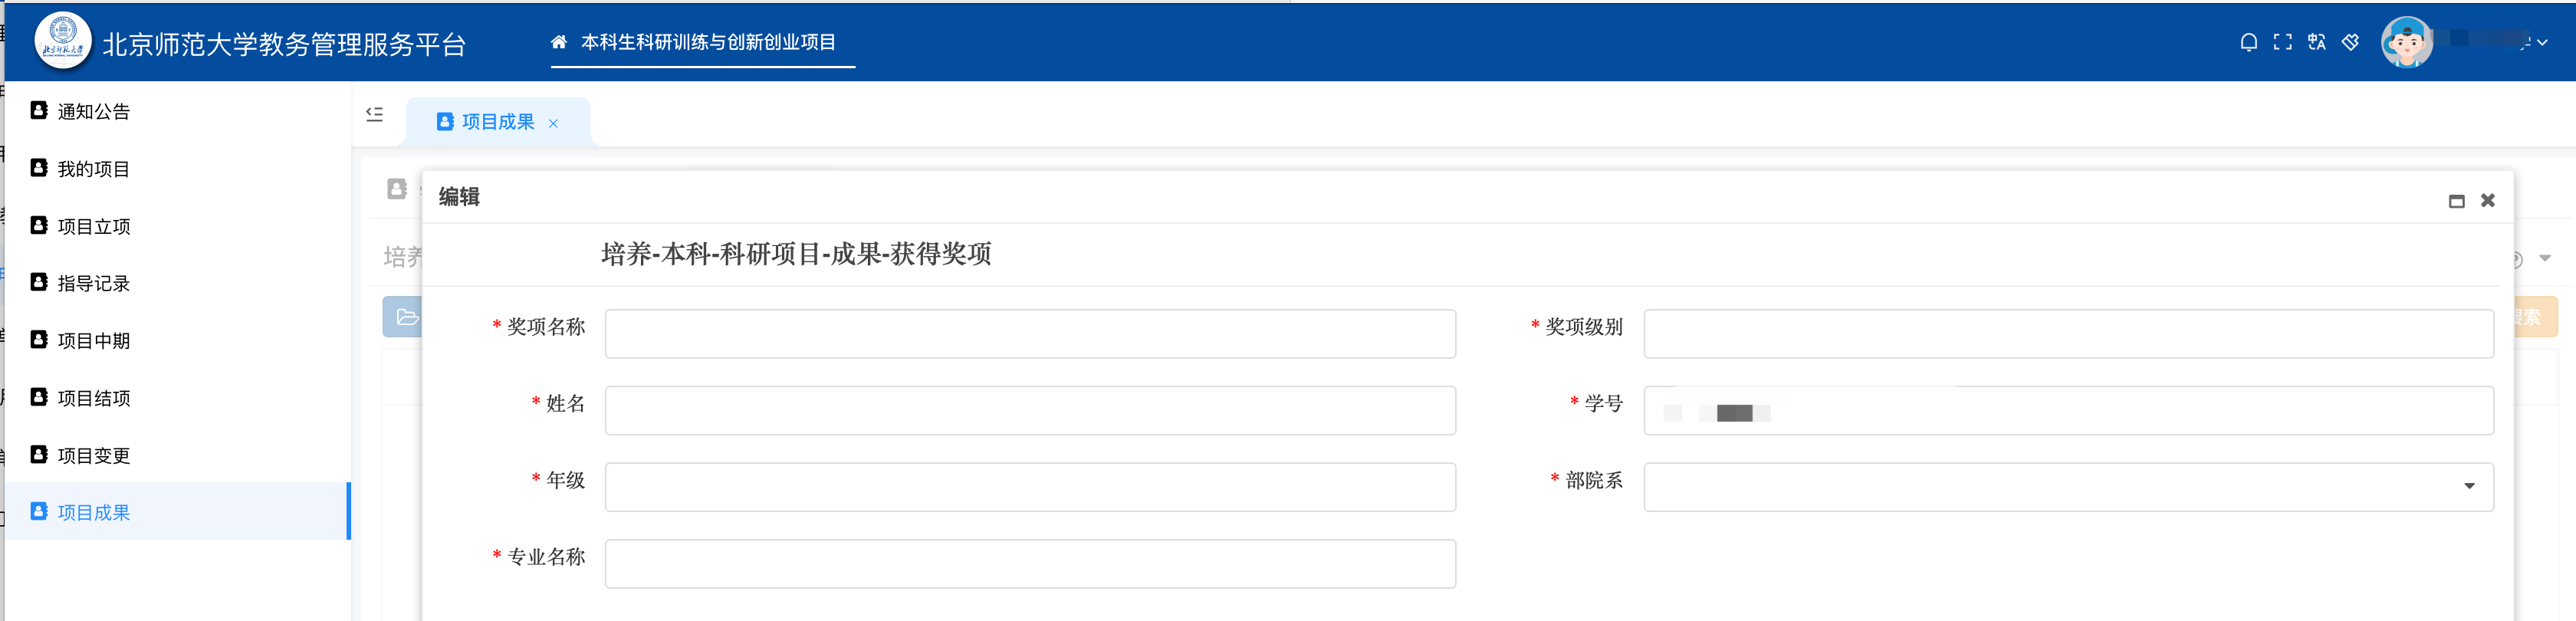 北京师范大学教务管理服务平台
本科生科研训练与创新创业项目
通知公告
我的项目
项目立项
指导记录
项目中期
项目结项
项目变更
项目成果
项目成果
编辑
培养
培养-本科-科研项目-成果-获得奖项
* 奖项名称
* 奖项级别
搜索
* 姓名
* 学号
* 年级
* 部院系
* 专业名称